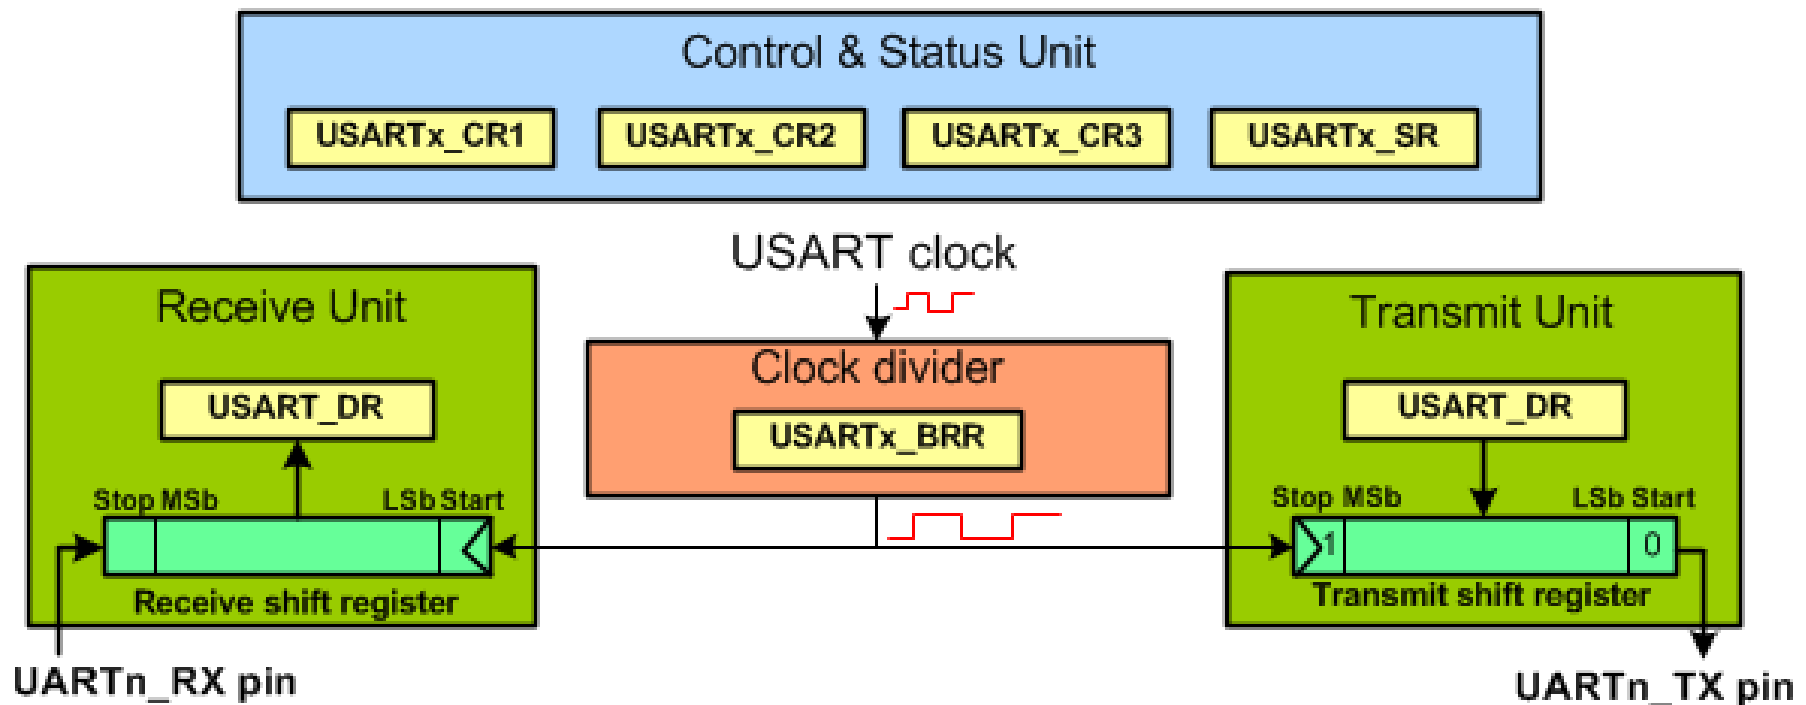 Control & Status Unit
USARTx_CR1 USARTx_CR2 USARTx_CR3 USARTx_SR
USART clock
Receive Unit
USART_DR
Stop MSb LSb Start
Receive shift register
UARTn_RX pin
Clock divider
USARTx_BRR
Transmit Unit
USART_DR
Stop MSb LSb Start
1 0
Transmit shift register
UARTn_TX pin